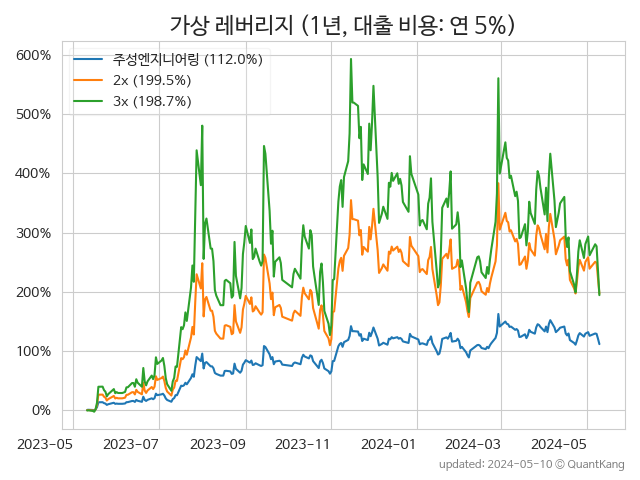 가상 레버리지 (1년, 대출 비용: 연 5%)
주성엔지니어링 (112.0%)
2x (199.5%)
3x (198.7%)
600%
500%
400%
300%
200%
100%
0%
2023-05 2023-07 2023-09 2023-11 2024-01 2024-03 2024-05
updated: 2024-05-10 © QuantKang